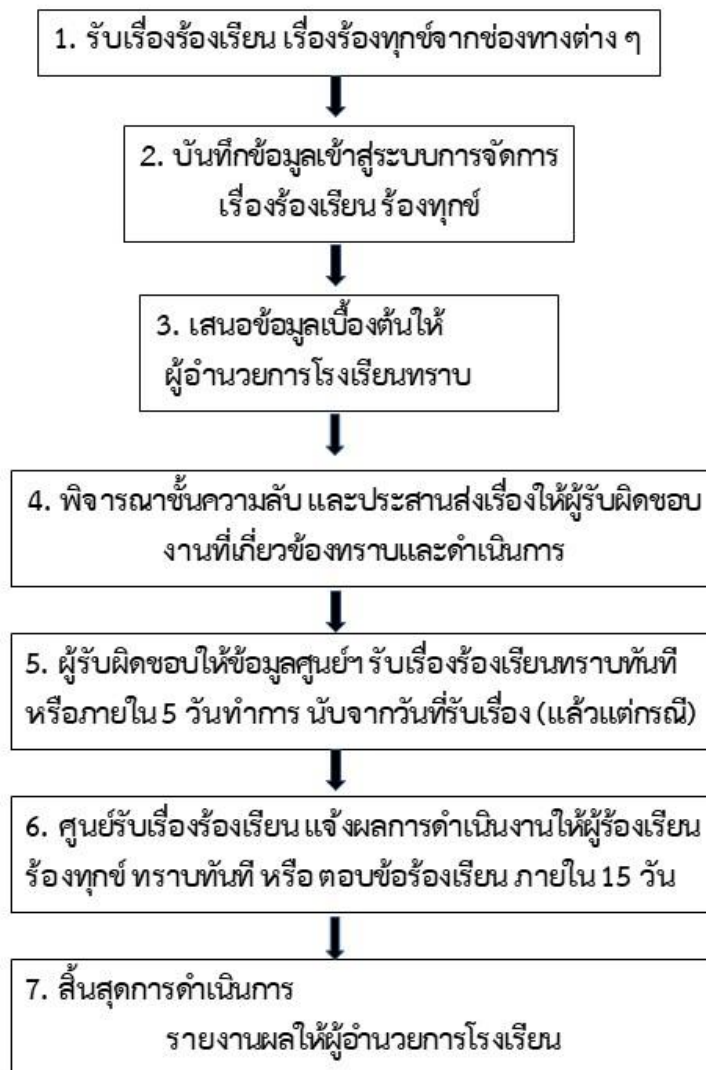 1. รับเรื่องร้องเรียน เรื่องร้องทุกข์จากช่องทางต่าง ๆ
2. บันทึกข้อมูลเข้าสู่ระบบการจัดการ
เรื่องร้องเรียน ร้องทุกข์
3. เสนอข้อมูลเบื้องต้นให้
ผู้อำนวยการโรงเรียนทราบ
4. พิจารณาชั้นความลับ และประสานส่งเรื่องให้ผู้รับผิดชอบ
งานที่เกี่ยวข้องทราบและดำเนินการ
5. ผู้รับผิดชอบให้ข้อมูลศูนย์ฯ รับเรื่องร้องเรียนทราบทันที
หรือภายใน 5 วันทำการ นับจากวันที่รับเรื่อง (แล้วแต่กรณี)
6. ศูนย์รับเรื่องร้องเรียน แจ้งผลการดำเนินงานให้ผู้ร้องเรียน
ร้องทุกข์ ทราบทันที หรือ ตอบข้อร้องเรียน ภายใน 15 วัน
7. สิ้นสุดการดำเนินการ
รายงานผลให้ผู้อำนวยการโรงเรียน